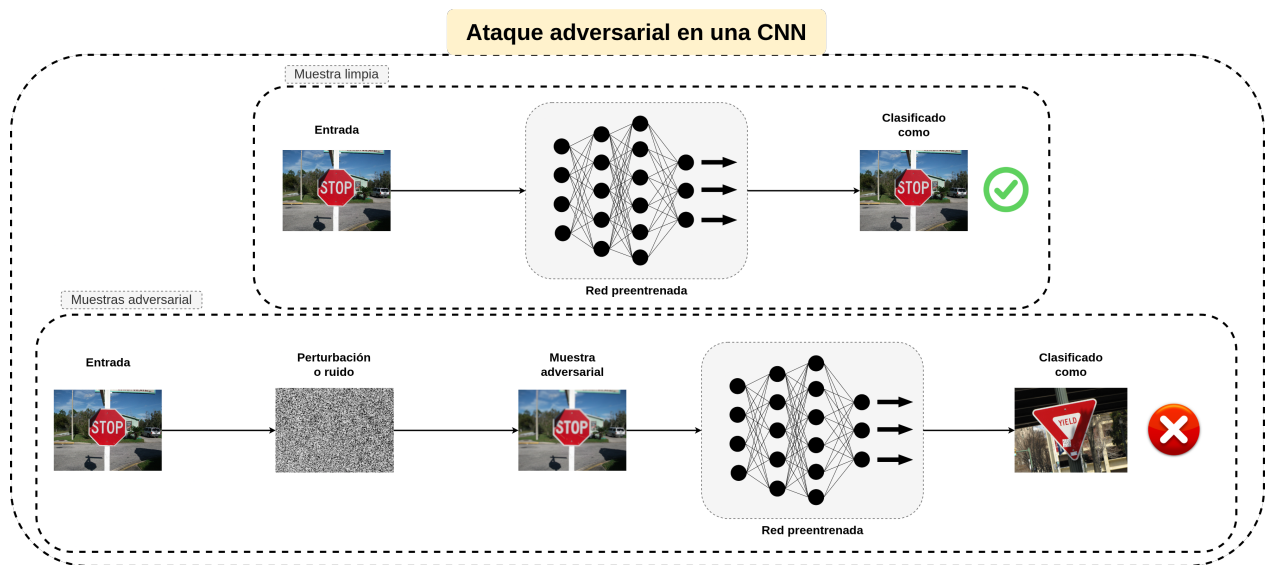 Ataque adversarial en una CNN
Muestra limpia
Entrada
Clasificado
como
STOP
STOP
Red preentrenada
Muestras adversarial
Entrada
Perturbación
o ruido
Muestra
adversarial
Clasificado
como
STOP
STOP
YIELD
Red preentrenada